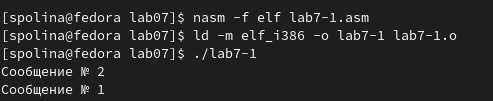 [spolina@fedora lab07]$ nasm -f elf lab7-1.asm
[spolina@fedora lab07]$ ld -m elf_i386 -o lab7-1 lab7-1.o
[spolina@fedora lab07]$ ./lab7-1
Сообщение № 2
Сообщение № 1